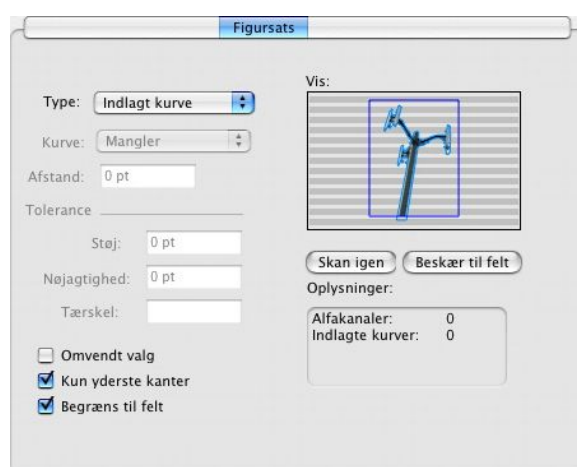 Figursats
Type: Indlagt kurve
Kurve: Mangler
Afstand: 0 pt
Tolerance
Støj: 0 pt
Nøjagtighed: 0 pt
Tærskel:
Omvendt valg
Kun yderste kanter
Begræns til felt
Vis:
Skan igen Beskær til felt
Oplysninger:
Alfakanaler: 0
Indlagte kurver: 0